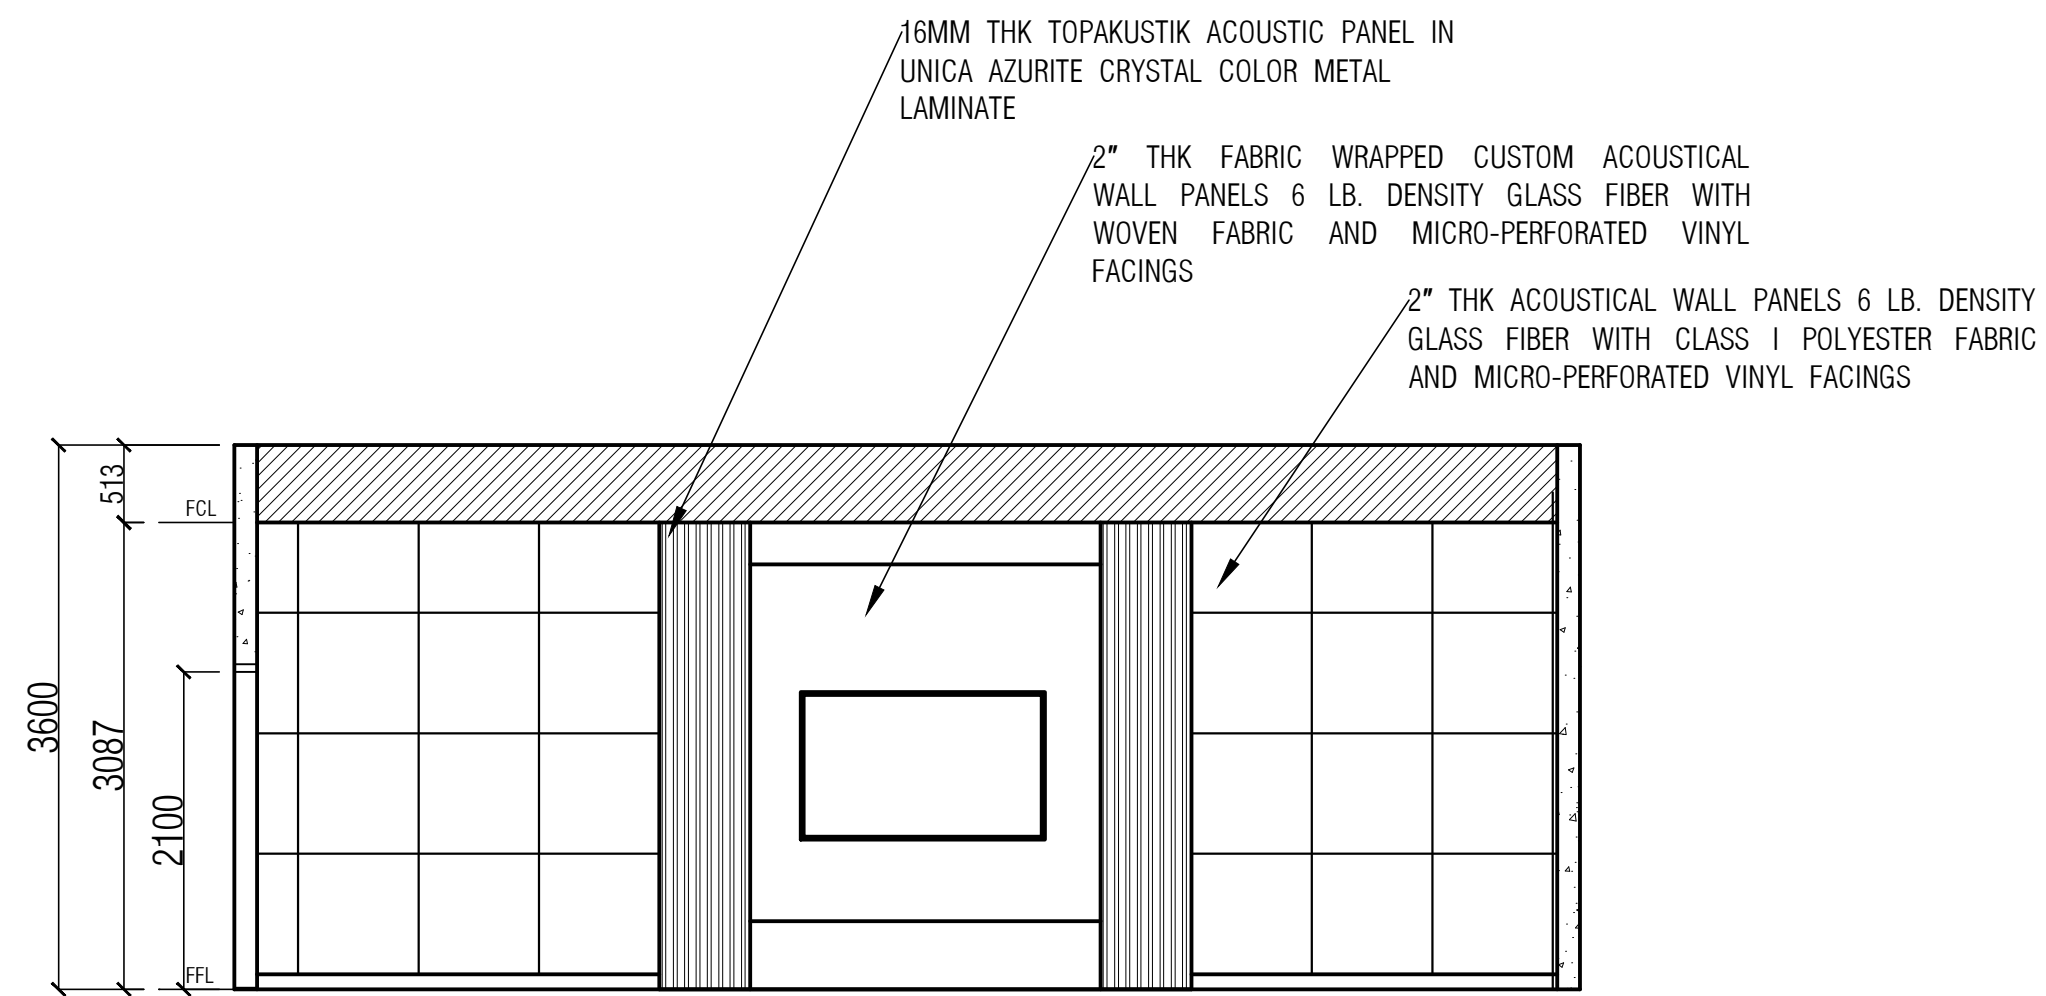 16MM THK TOPAKUSTIK ACOUSTIC PANEL IN
UNICA AZURITE CRYSTAL COLOR METAL
LAMINATE
2" THK FABRIC WRAPPED CUSTOM ACOUSTICAL
WALL PANELS 6 LB. DENSITY GLASS FIBER WITH
WOVEN FABRIC AND MICRO-PERFORATED VINYL
FACINGS
2" THK ACOUSTICAL WALL PANELS 6 LB. DENSITY
GLASS FIBER WITH CLASS I POLYESTER FABRIC
AND MICRO-PERFORATED VINYL FACINGS
513
FCL
3600
3087
2100
FFL